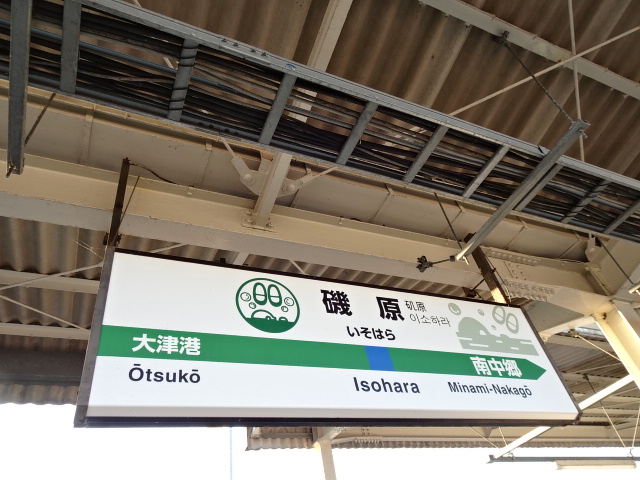 磯原
矶原
이소하라
いそはら
大津港
南中郷
Ōtsukō
Isohara
Minami-Nakagō